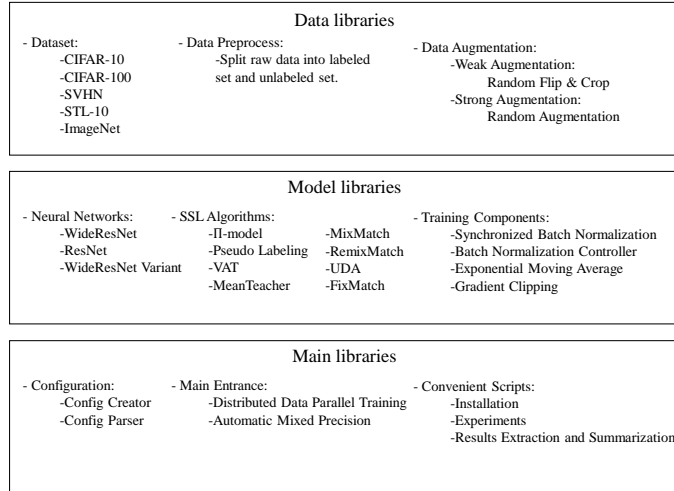 Data libraries
- Dataset:
-CIFAR-10
-CIFAR-100
-SVHN
-STL-10
-ImageNet
- Data Preprocess:
-Split raw data into labeled
set and unlabeled set.
- Data Augmentation:
-Weak Augmentation:
Random Flip & Crop
-Strong Augmentation:
Random Augmentation
Model libraries
- Neural Networks:
-WideResNet
-ResNet
-WideResNet Variant
- SSL Algorithms:
-Π-model
-Pseudo Labeling
-VAT
-MeanTeacher
-MixMatch
-RemixMatch
-UDA
-FixMatch
- Training Components:
-Synchronized Batch Normalization
-Batch Normalization Controller
-Exponential Moving Average
-Gradient Clipping
Main libraries
- Configuration:
-Config Creator
-Config Parser
- Main Entrance:
-Distributed Data Parallel Training
-Automatic Mixed Precision
- Convenient Scripts:
-Installation
-Experiments
-Results Extraction and Summarization